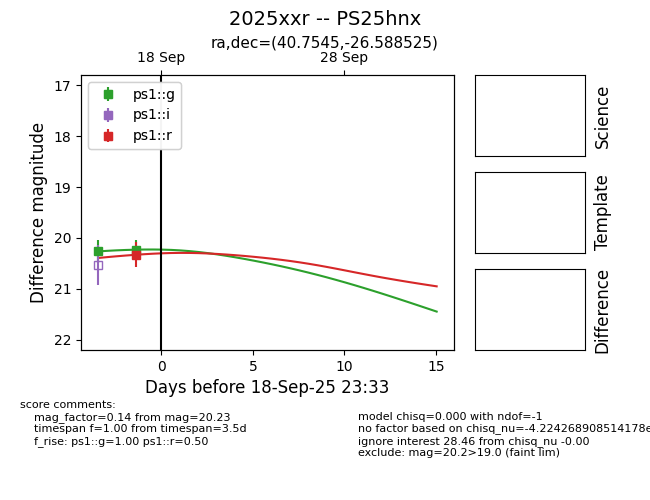 2025xxr -- PS25hnx
ra,dec=(40.7545,-26.588525)
18 Sep
28 Sep
ps1::g
ps1::i
ps1::r
17
18
19
20
21
22
Difference magnitude
0
5
10
15
Days before 18-Sep-25 23:33
Science
Template
Difference
score comments:
mag_factor=0.14 from mag=20.23
timespan f=1.00 from timespan=3.5d
f_rise: ps1::g=1.00 ps1::r=0.50
model chisq=0.000 with ndof=-1
no factor based on chisq_nu=-4.224268908514178e
ignore interest 28.46 from chisq_nu -0.00
exclude: mag=20.2>19.0 (faint lim)